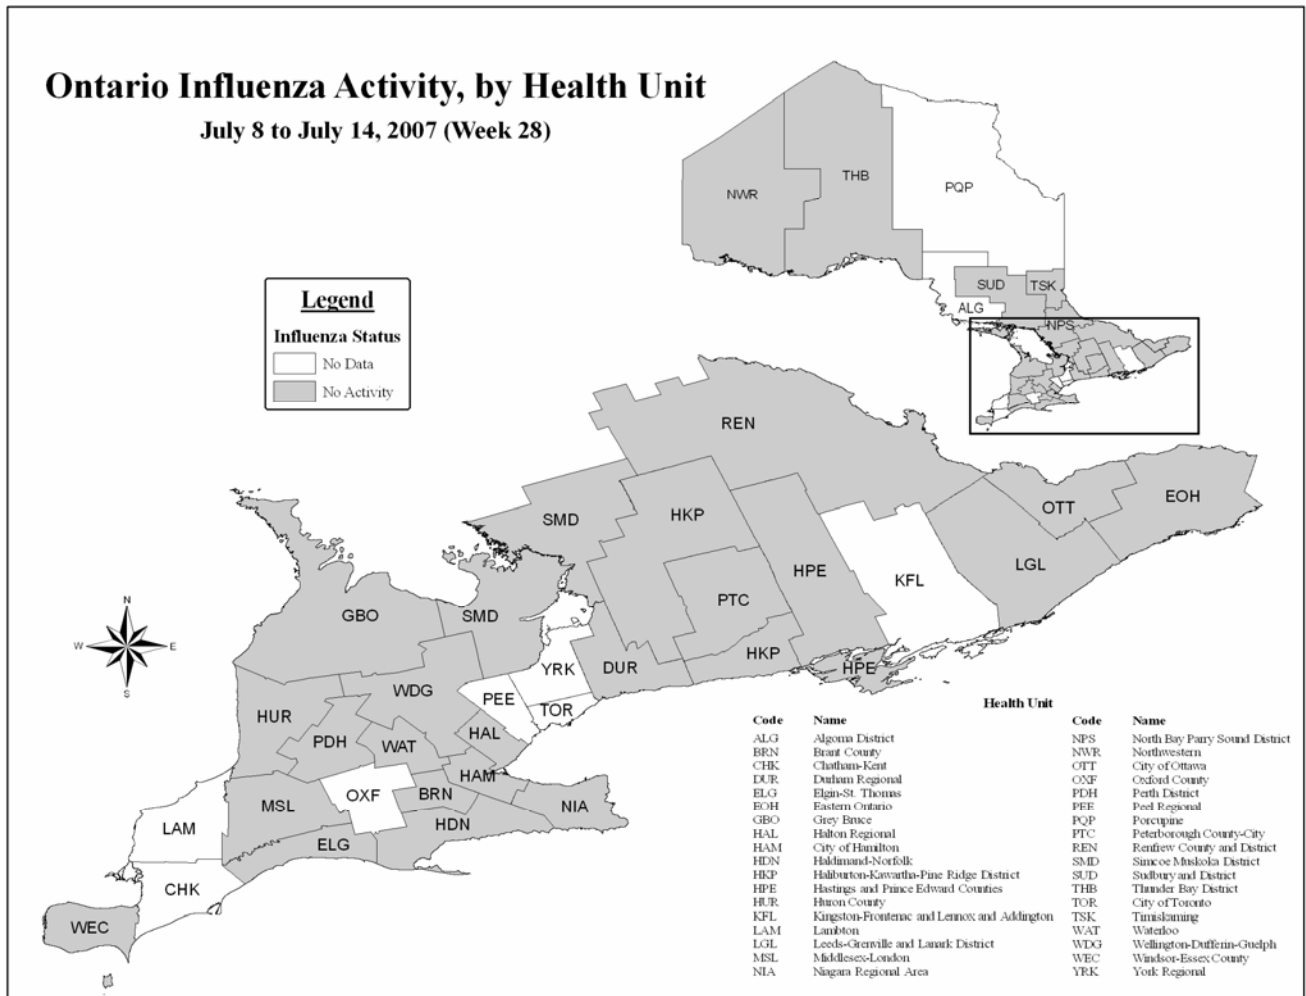 Ontario Influenza Activity, by Health Unit
July 8 to July 14, 2007 (Week 28)
NWR
THB
PQP
SUD
TSK
ALG
NPS
Legend
Influenza Status
No Data
No Activity
REN
SMD
HKP
OTT
EOH
HPE
KFL
LGL
PTC
GBO
SMD
HKP
HPE
YRK
DUR
WDG
PEE
TOR
HUR
PDH
WAT
HAL
HAM
MSL
OXF
BRN
NIA
LAM
HDN
ELG
CHK
WEC
N
W
E
S
Health Unit
Code Name Code Name
ALG Algoma District NPS North Bay Parry Sound District
BRN Brant County NWR Northwestern
CHK Chatham-Kent OTT City of Ottawa
DUR Durham Regional OXF Oxford County
ELG Elgin-St. Thomas PDH Perth District
EOH Eastern Ontario PEE Peel Regional
GBO Grey Bruce PQP Porcupine
HAL Halton Regional PTC Peterborough County-City
HAM City of Hamilton REN Renfrew County and District
HDN Haldimand-Norfolk SMD Simcoe Muskoka District
HKP Haliburton-Kawartha-Pine Ridge District SUD Sudbury and District
HPE Hastings and Prince Edward Counties THB Thunder Bay District
HUR Huron County TOR City of Toronto
KFL Kingston-Frontenac and Lennox and Addington TSK Timiskaming
LAM Lambton WAT Waterloo
LGL Leeds-Grenville and Lanark District WDG Wellington-Dufferin-Guelph
MSL Middlesex-London WEC Windsor-Essex County
NIA Niagara Regional Area YRK York Regional